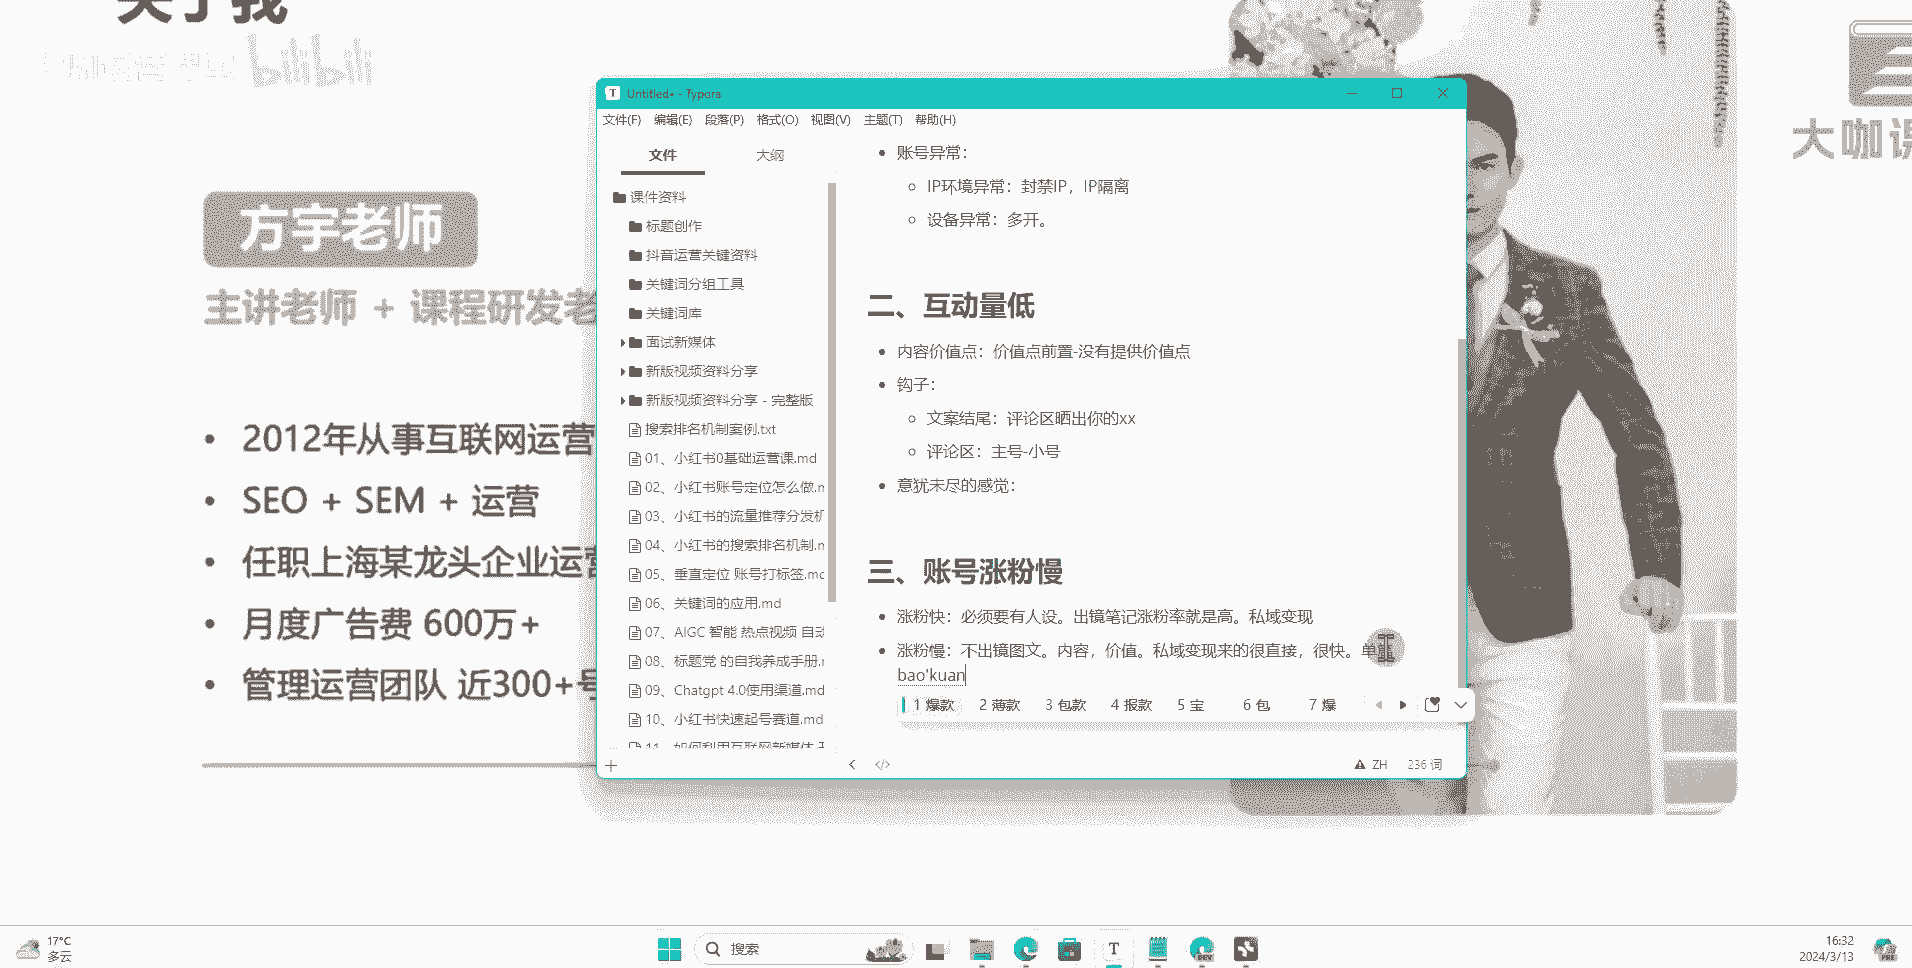 关于我
bilibili
大咖课
方宇老师
主讲老师 + 课程研发老
• 2012年从事互联网运营
• SEO + SEM + 运营
• 任职上海某龙头企业运营
• 月度广告费 600万+
• 管理运营团队 近300+号
Untitled• - Typora
文件(F) 编辑(E) 段落(P) 格式(O) 视图(V) 主题(T) 帮助(H)
文件 大纲
课件资料
标题创作
抖音运营关键资料
关键词分组工具
关键词库
面试新媒体
新版视频资料分享
新版视频资料分享 - 完整版
搜索排名机制案例.txt
01、小红书0基础运营课.md
02、小红书账号定位怎么做.m
03、小红书的流量推荐分发机
04、小红书的搜索排名机制.m
05、垂直定位 账号打标签.md
06、关键词的应用.md
07、AIGC 智能 热点视频 自动
08、标题党 的自我养成手册.m
09、Chatgpt 4.0使用渠道.md
10、小红书快速起号赛道.md
11、如何利用互联网新媒体
• 账号异常：
IP环境异常：封禁IP，IP隔离
设备异常：多开。
二、互动量低
• 内容价值点：价值点前置-没有提供价值点
• 钩子：
文案结尾：评论区晒出你的xx
评论区：主号-小号
• 意犹未尽的感觉：
三、账号涨粉慢
• 涨粉快：必须要有人设。出镜笔记涨粉率就是高。私域变现
• 涨粉慢：不出镜图文。内容，价值。私域变现来的很直接，很快。单篇
bao'kuan
1 爆款 2 薄款 3 包款 4 报款 5 宝 6 包 7 爆
ZH 236 词
17°C
多云
搜索
T
DEV
16:32
2024/3/13
PRE